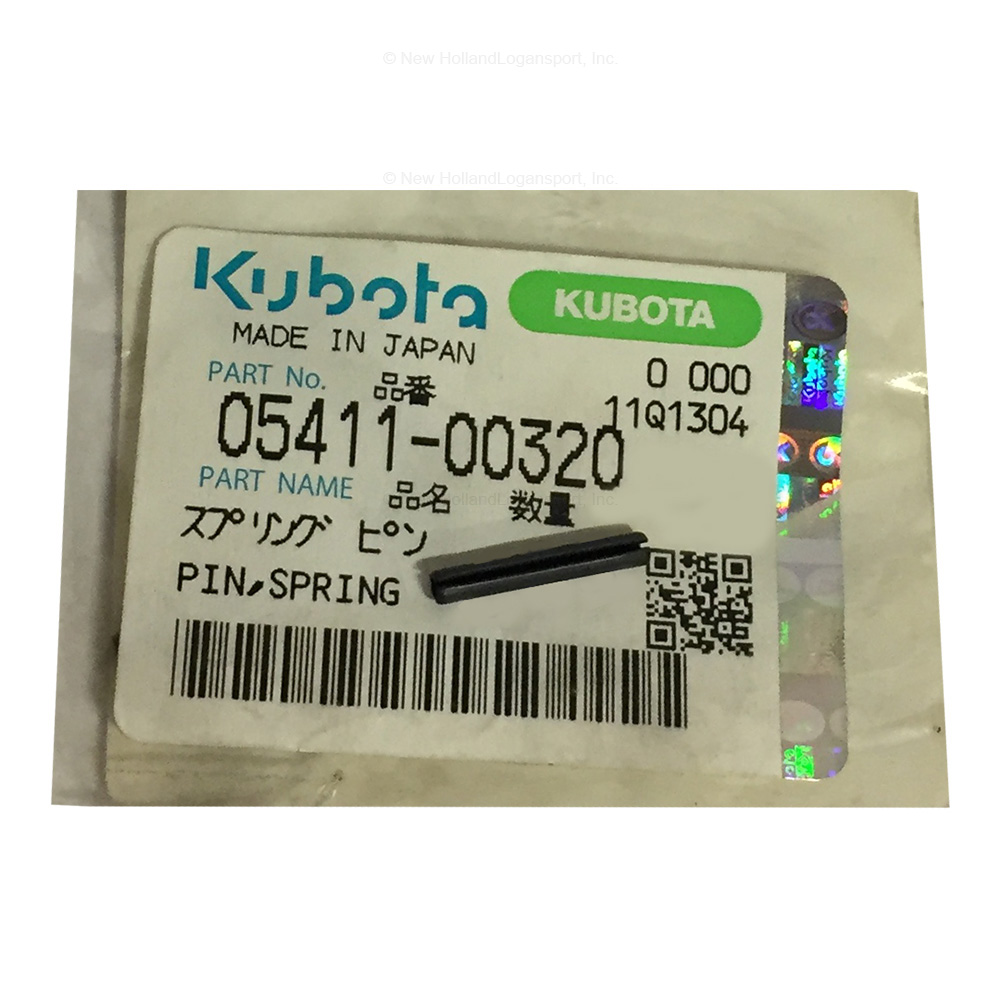 © New HollandLogansport, Inc.
© New HollandLogansport, Inc.
Kubota KUBOTA
MADE IN JAPAN
0 000
PART No. 品番
11Q1304
05411-00320
PART NAME 品名 数量
スプリング ピン
PIN,SPRING